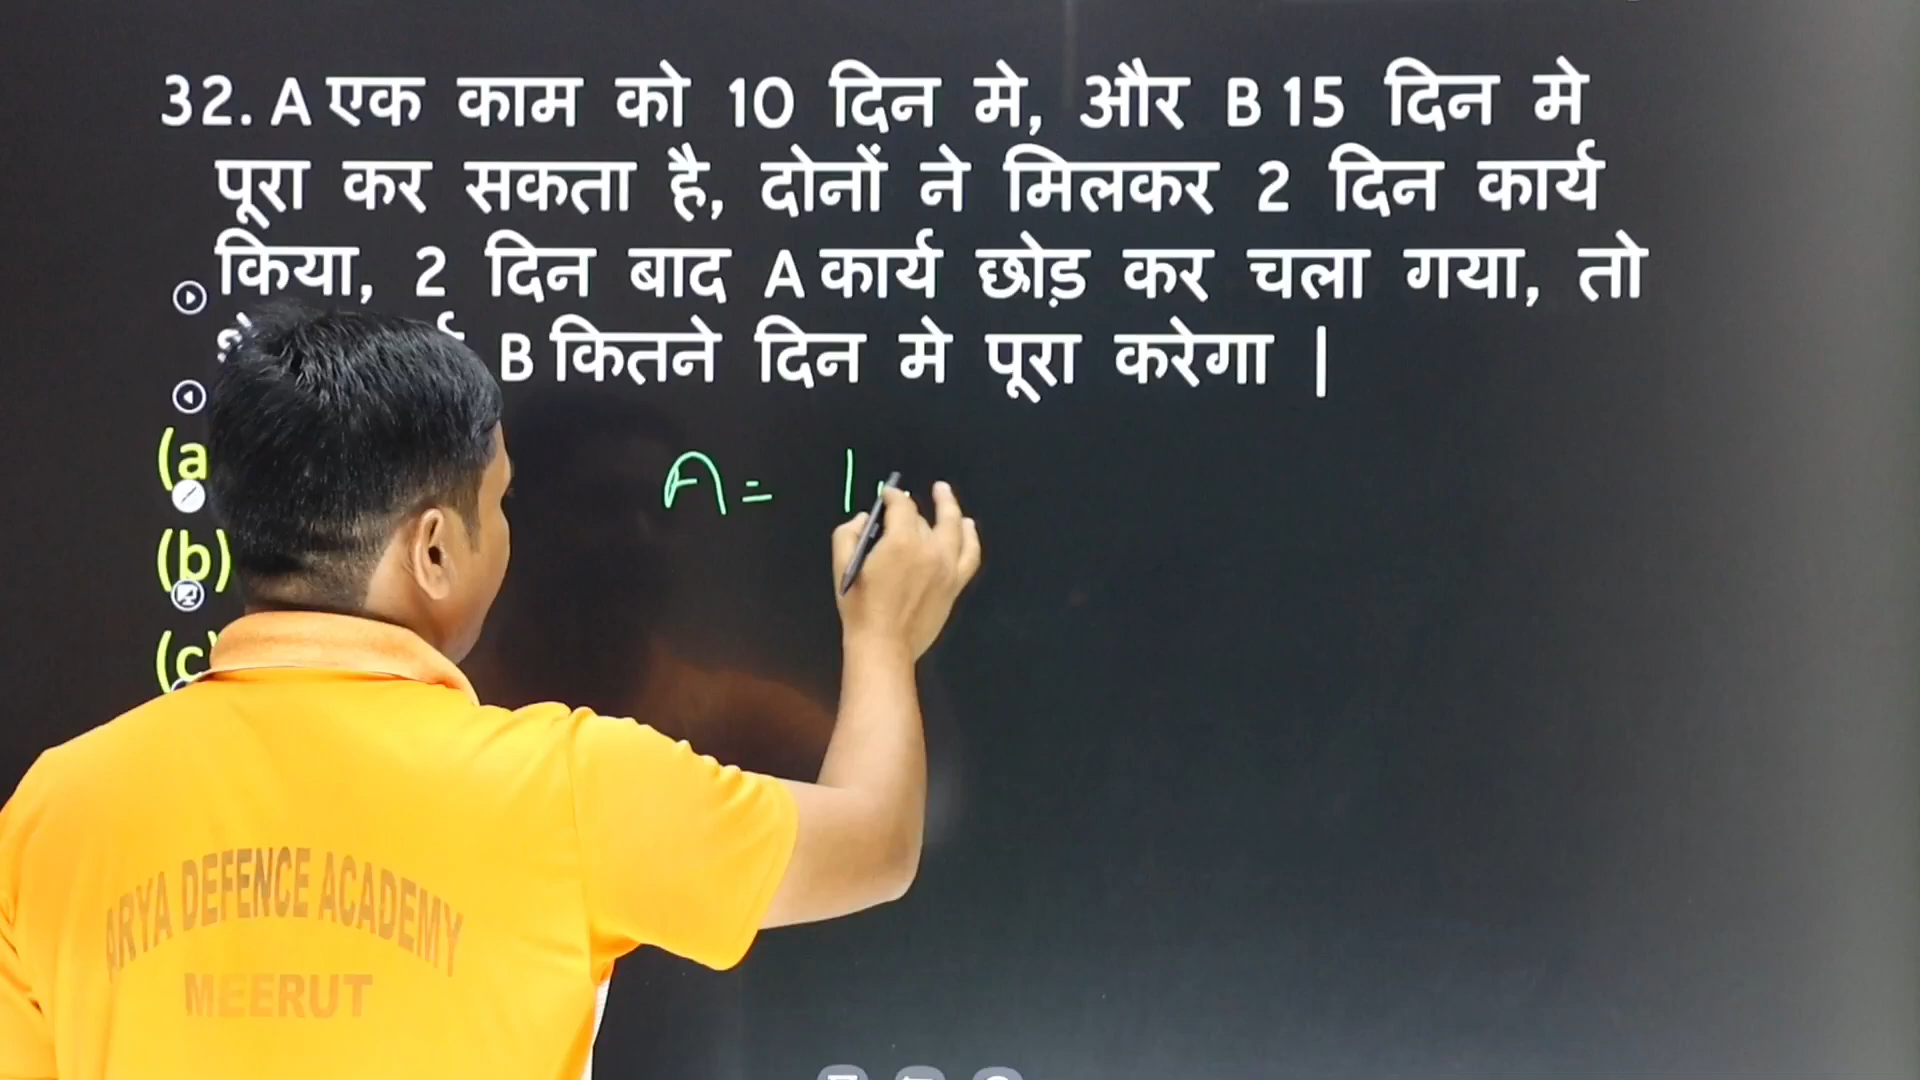 32. A एक काम को 10 दिन मे, और B 15 दिन मे
पूरा कर सकता है, दोनों ने मिलकर 2 दिन कार्य
किया, 2 दिन बाद A कार्य छोड़ कर चला गया, तो
B कितने दिन मे पूरा करेगा |
(a
A = 1
(b)
(c)
ARYA DEFENCE ACADEMY
MEERUT